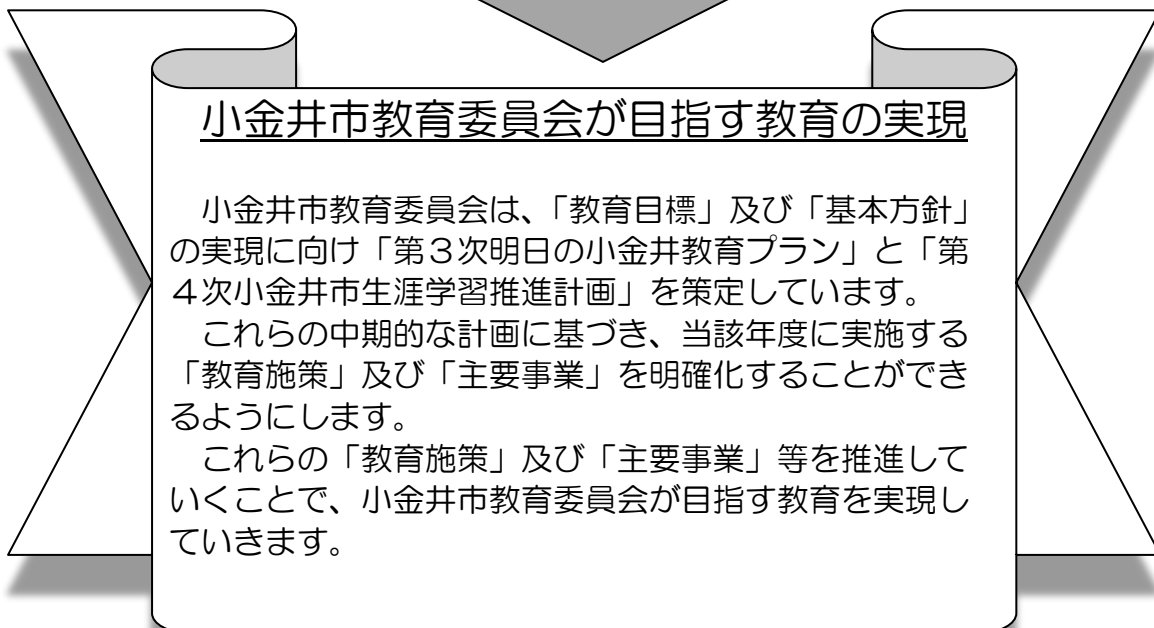 小金井市教育委員会が目指す教育の実現
　小金井市教育委員会は、「教育目標」及び「基本方針」
の実現に向け「第３次明日の小金井教育プラン」と「第
４次小金井市生涯学習推進計画」を策定しています。
　これらの中期的な計画に基づき、当該年度に実施する
「教育施策」及び「主要事業」を明確化することができ
るようにします。
　これらの「教育施策」及び「主要事業」等を推進して
いくことで、小金井市教育委員会が目指す教育を実現し
ていきます。